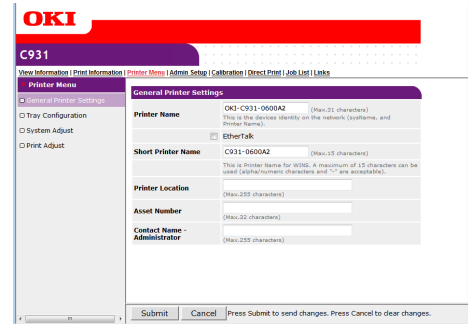 OKI
C931
View Information | Print Information | Printer Menu | Admin Setup | Calibration | Direct Print | Job List | Links
Printer Menu
General Printer Settings
Tray Configuration
System Adjust
Print Adjust
General Printer Settings
Printer Name
OKI-C931-0600A2
(Max.31 characters)
This is the devices identity on the network (sysName, and
Printer Name).
EtherTalk
Short Printer Name
C931-0600A2
(Max.15 characters)
This is Printer Name for WINS. A maximum of 15 characters can be
used (alpha/numeric characters and "-" are acceptable).
Printer Location
(Max.255 characters)
Asset Number
(Max.32 characters)
Contact Name -
Administrator
(Max.255 characters)
Submit
Cancel
Press Submit to send changes. Press Cancel to clear changes.